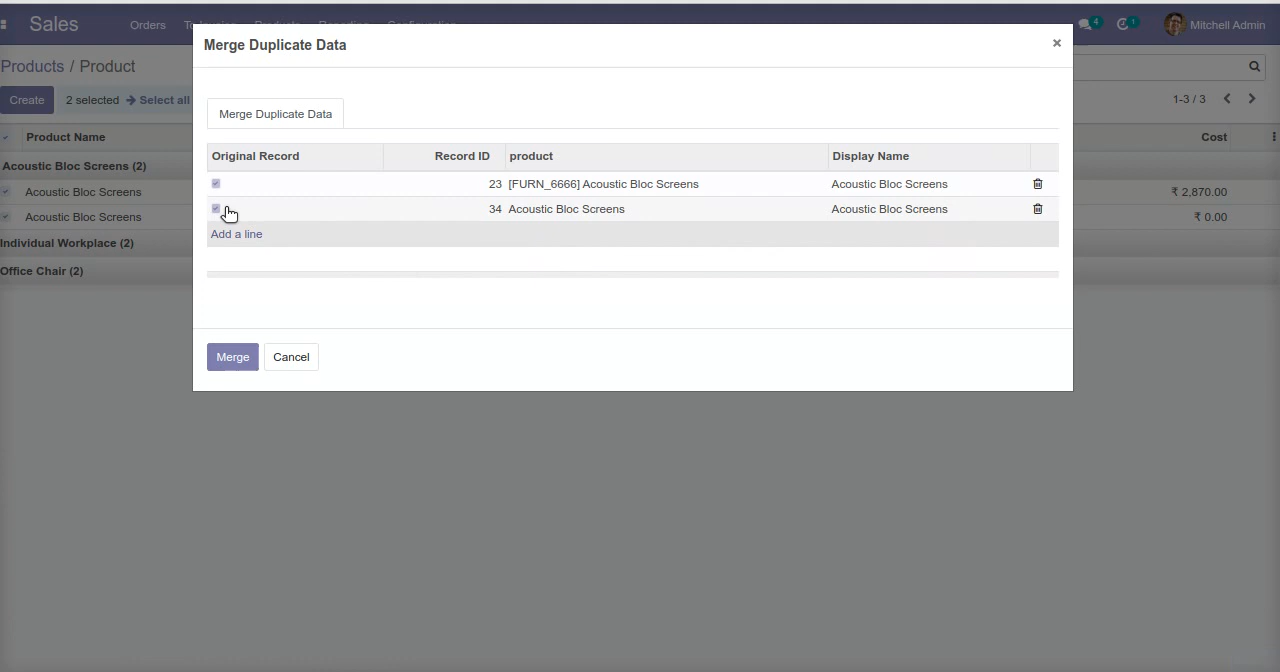 Sales Orders To Invoice Products Reporting Configuration 4 1 Mitchell Admin
Merge Duplicate Data ×
Products / Product
Create 2 selected Select all 1-3 / 3
Merge Duplicate Data
Product Name Cost
Original Record Record ID product Display Name
Acoustic Bloc Screens (2)
23 [FURN_6666] Acoustic Bloc Screens Acoustic Bloc Screens
Acoustic Bloc Screens ₹ 2,870.00
34 Acoustic Bloc Screens Acoustic Bloc Screens
Acoustic Bloc Screens ₹ 0.00
Add a line
Individual Workplace (2)
Office Chair (2)
Merge Cancel